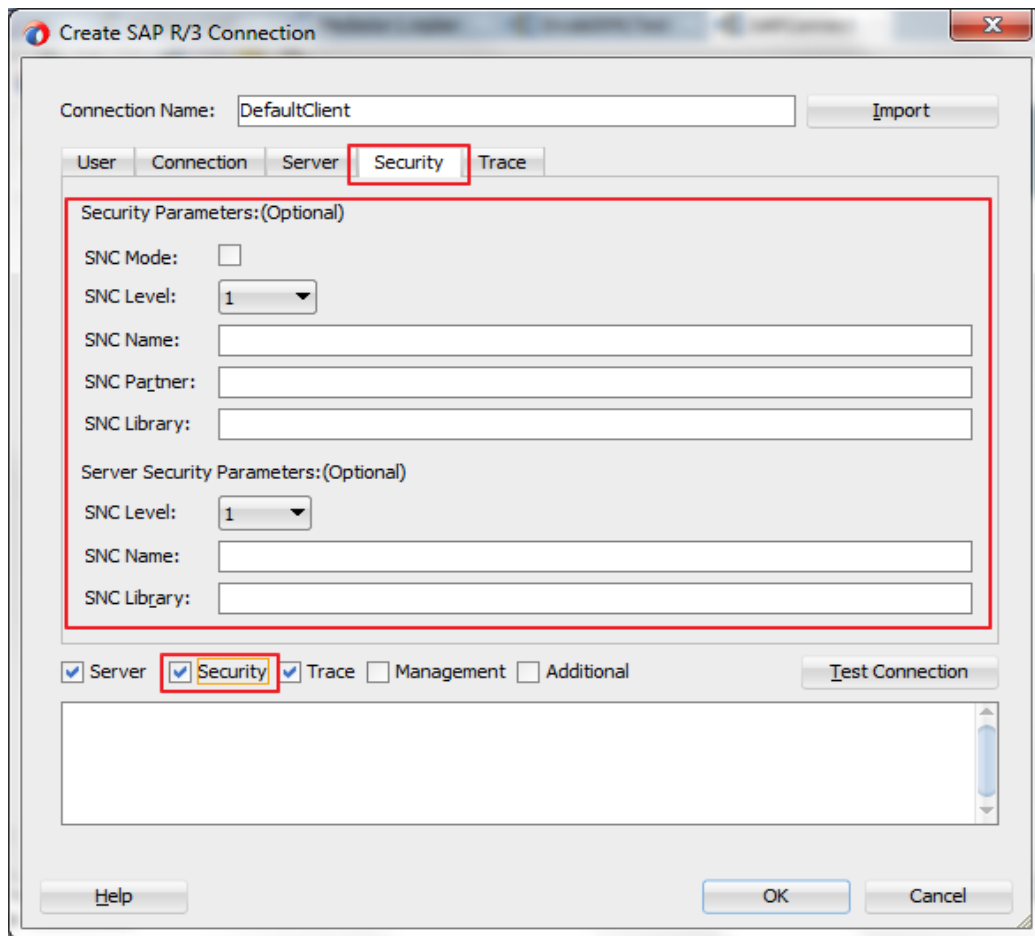 Create SAP R/3 Connection
Connection Name: DefaultClient Import
User Connection Server Security Trace
Security Parameters:(Optional)
SNC Mode:
SNC Level: 1
SNC Name:
SNC Partner:
SNC Library:
Server Security Parameters:(Optional)
SNC Level: 1
SNC Name:
SNC Library:
Server Security Trace Management Additional Test Connection
Help OK Cancel